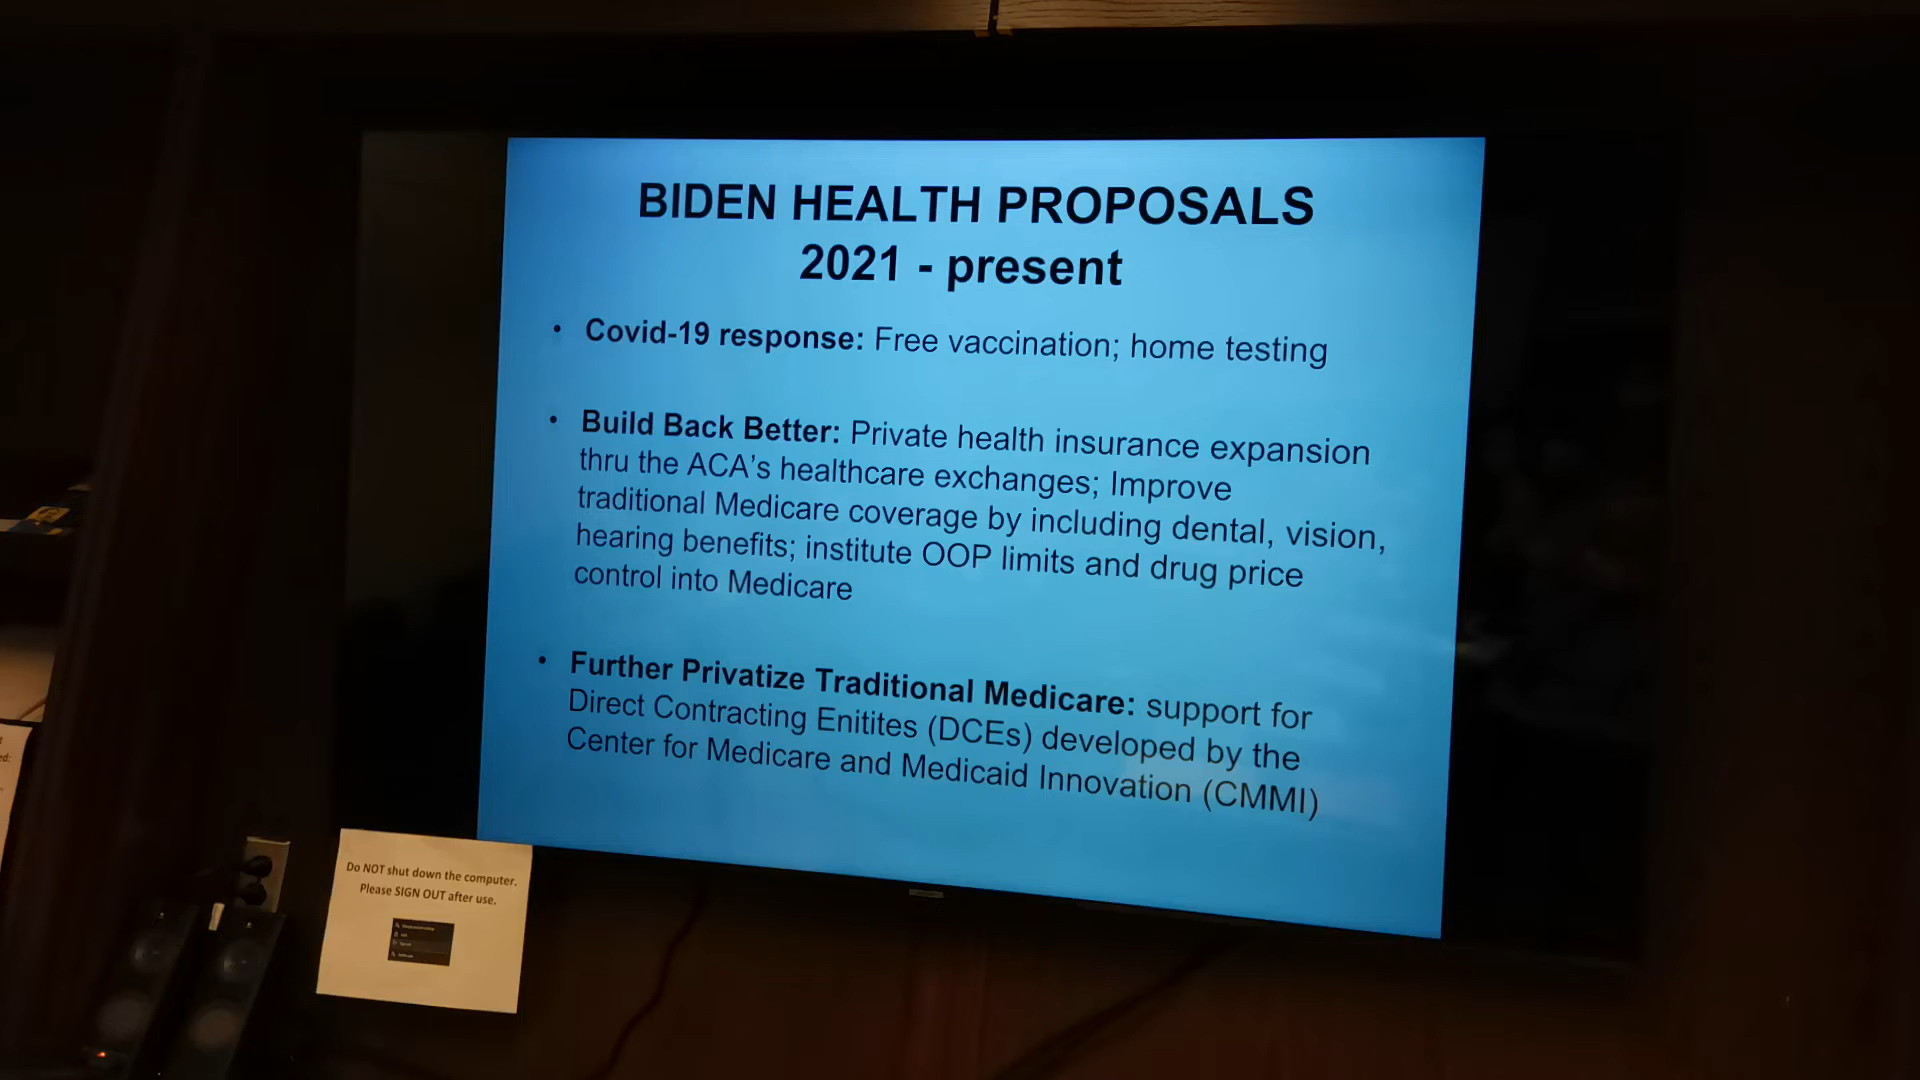 BIDEN HEALTH PROPOSALS
2021 - present
• Covid-19 response: Free vaccination; home testing
• Build Back Better: Private health insurance expansion
thru the ACA's healthcare exchanges; Improve
traditional Medicare coverage by including dental, vision,
hearing benefits; institute OOP limits and drug price
control into Medicare
• Further Privatize Traditional Medicare: support for
Direct Contracting Enitites (DCEs) developed by the
Center for Medicare and Medicaid Innovation (CMMI)
Do NOT shut down the computer.
Please SIGN OUT after use.